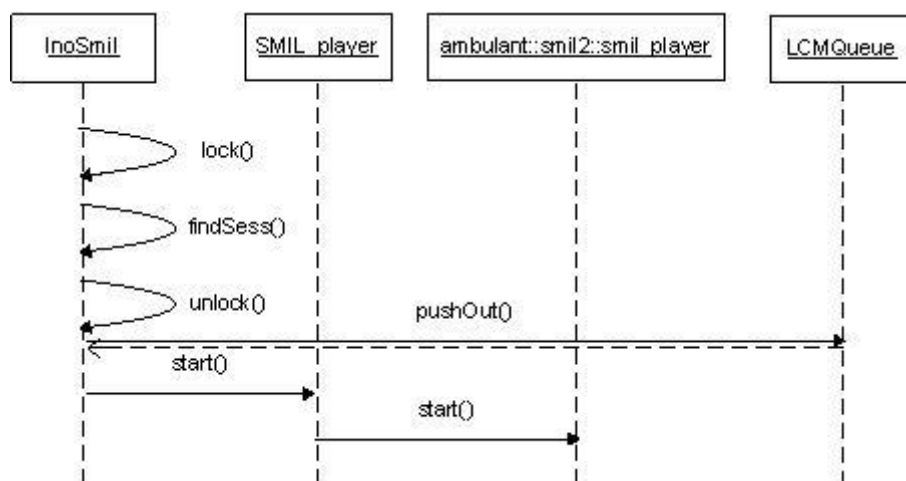 InoSmil
SMIL_player
ambulant::smil2::smil_player
LCMQueue
lock()
findSess()
unlock()
pushOut()
start()
start()